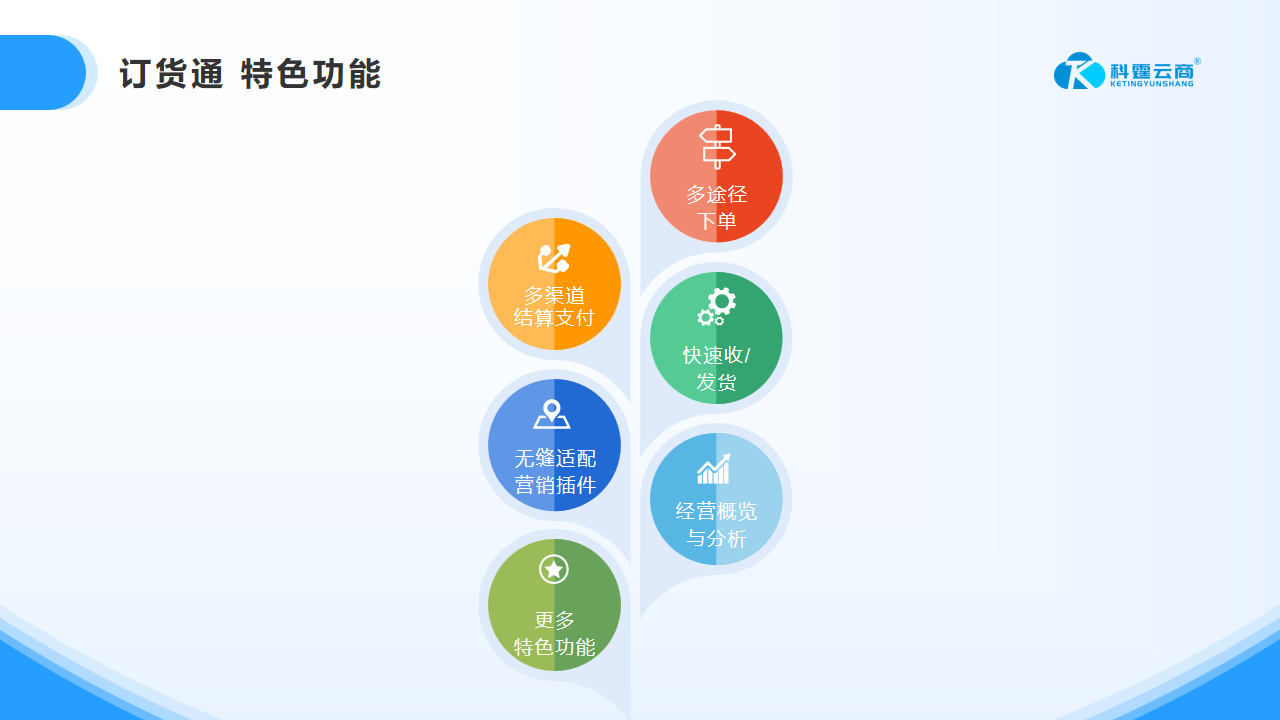 订货通 特色功能
科霆云商®
KETINGYUNSHANG
多途径
下单
多渠道
结算支付
快速收/
发货
无缝适配
营销插件
经营概览
与分析
更多
特色功能